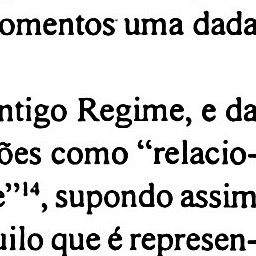 omentos uma dada
ntigo Regime, e da
ões como “relacio-
e”¹⁴, supondo assim
uilo que é represen-